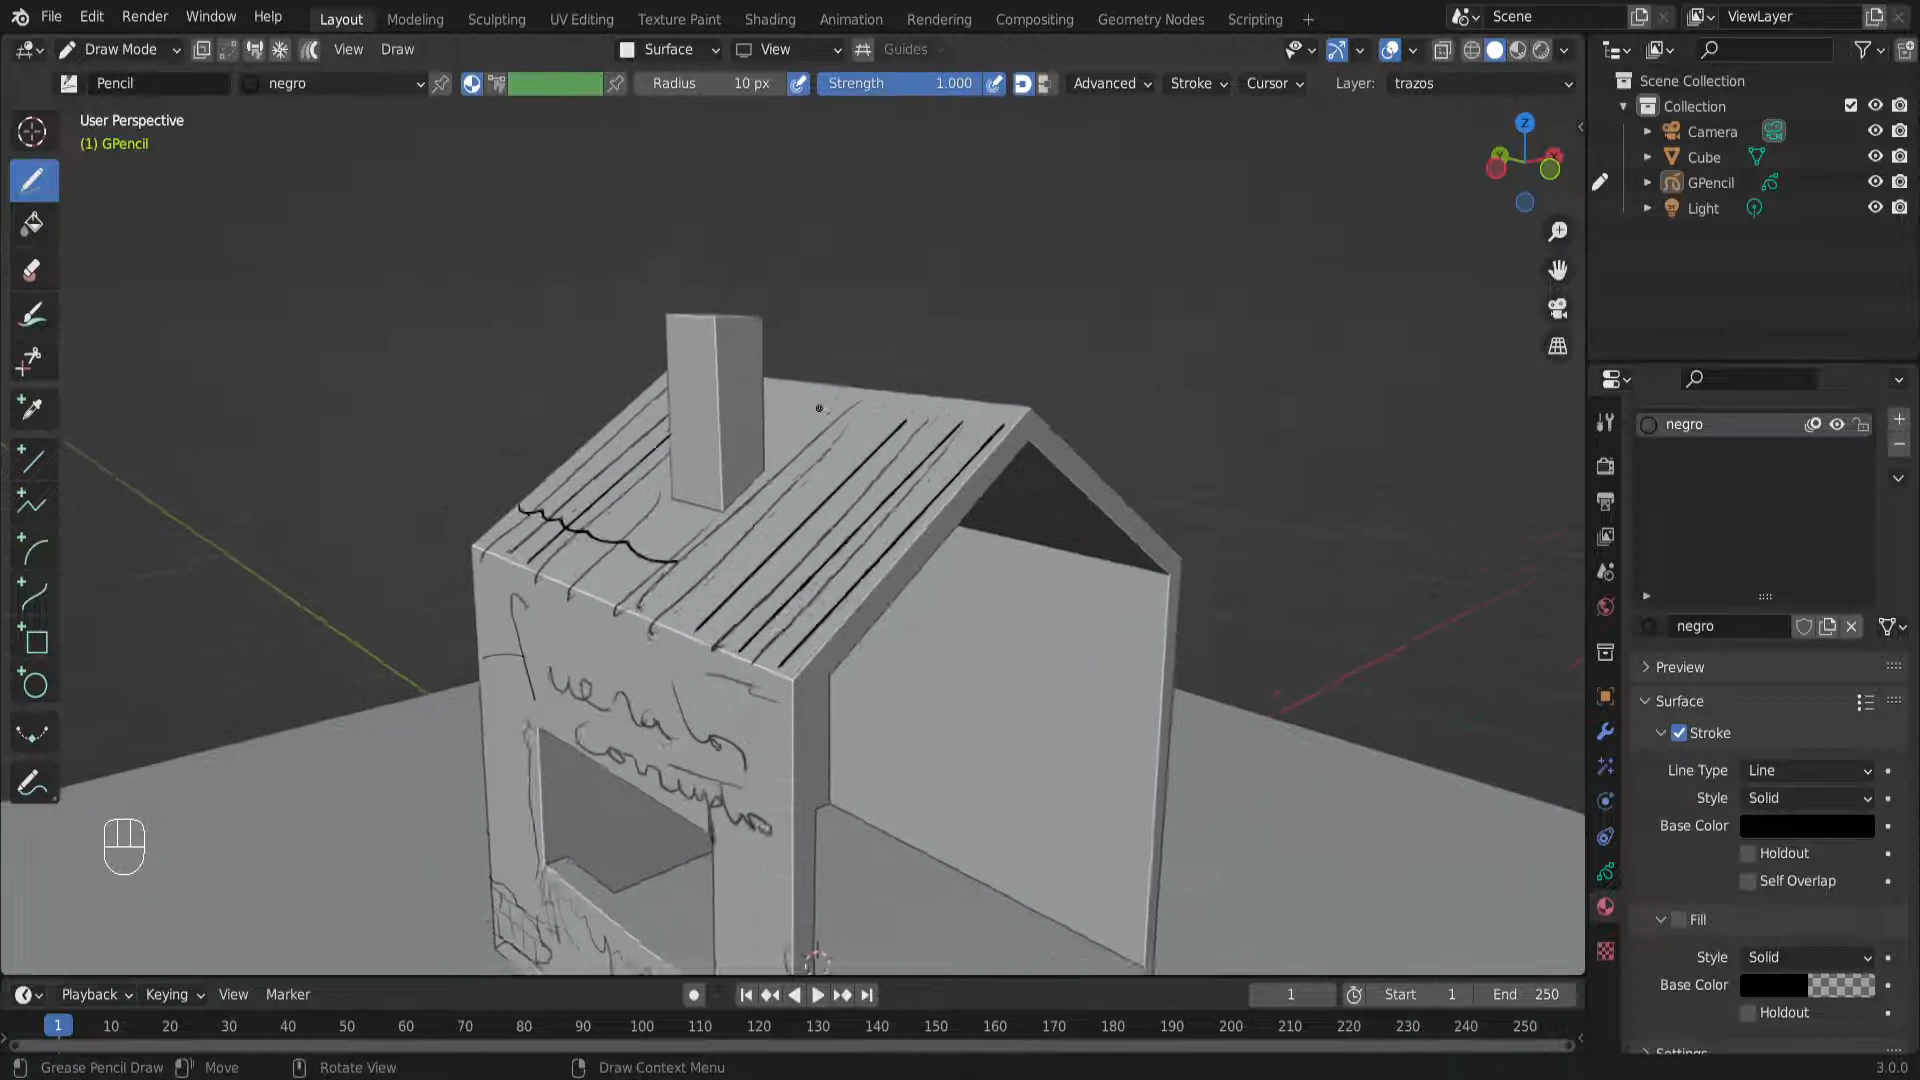 File Edit Render Window Help Layout Modeling Sculpting UV Editing Texture Paint Shading Animation Rendering Compositing Geometry Nodes Scripting + Scene ViewLayer
Draw Mode View Draw Surface View Guides
Pencil negro Radius 10 px Strength 1.000 Advanced Stroke Cursor Layer: trazos
User Perspective
(1) GPencil
Z
Scene Collection
Collection
Camera
Cube
GPencil
Light
negro
negro
Preview
Surface
Stroke
Line Type Line
Style Solid
Base Color
Holdout
Self Overlap
Fill
Style Solid
Base Color
Holdout
Settings
Playback Keying View Marker 1 Start 1 End 250
1 10 20 30 40 50 60 70 80 90 100 110 120 130 140 150 160 170 180 190 200 210 220 230 240 250
Grease Pencil Draw Move Rotate View Draw Context Menu 3.0.0